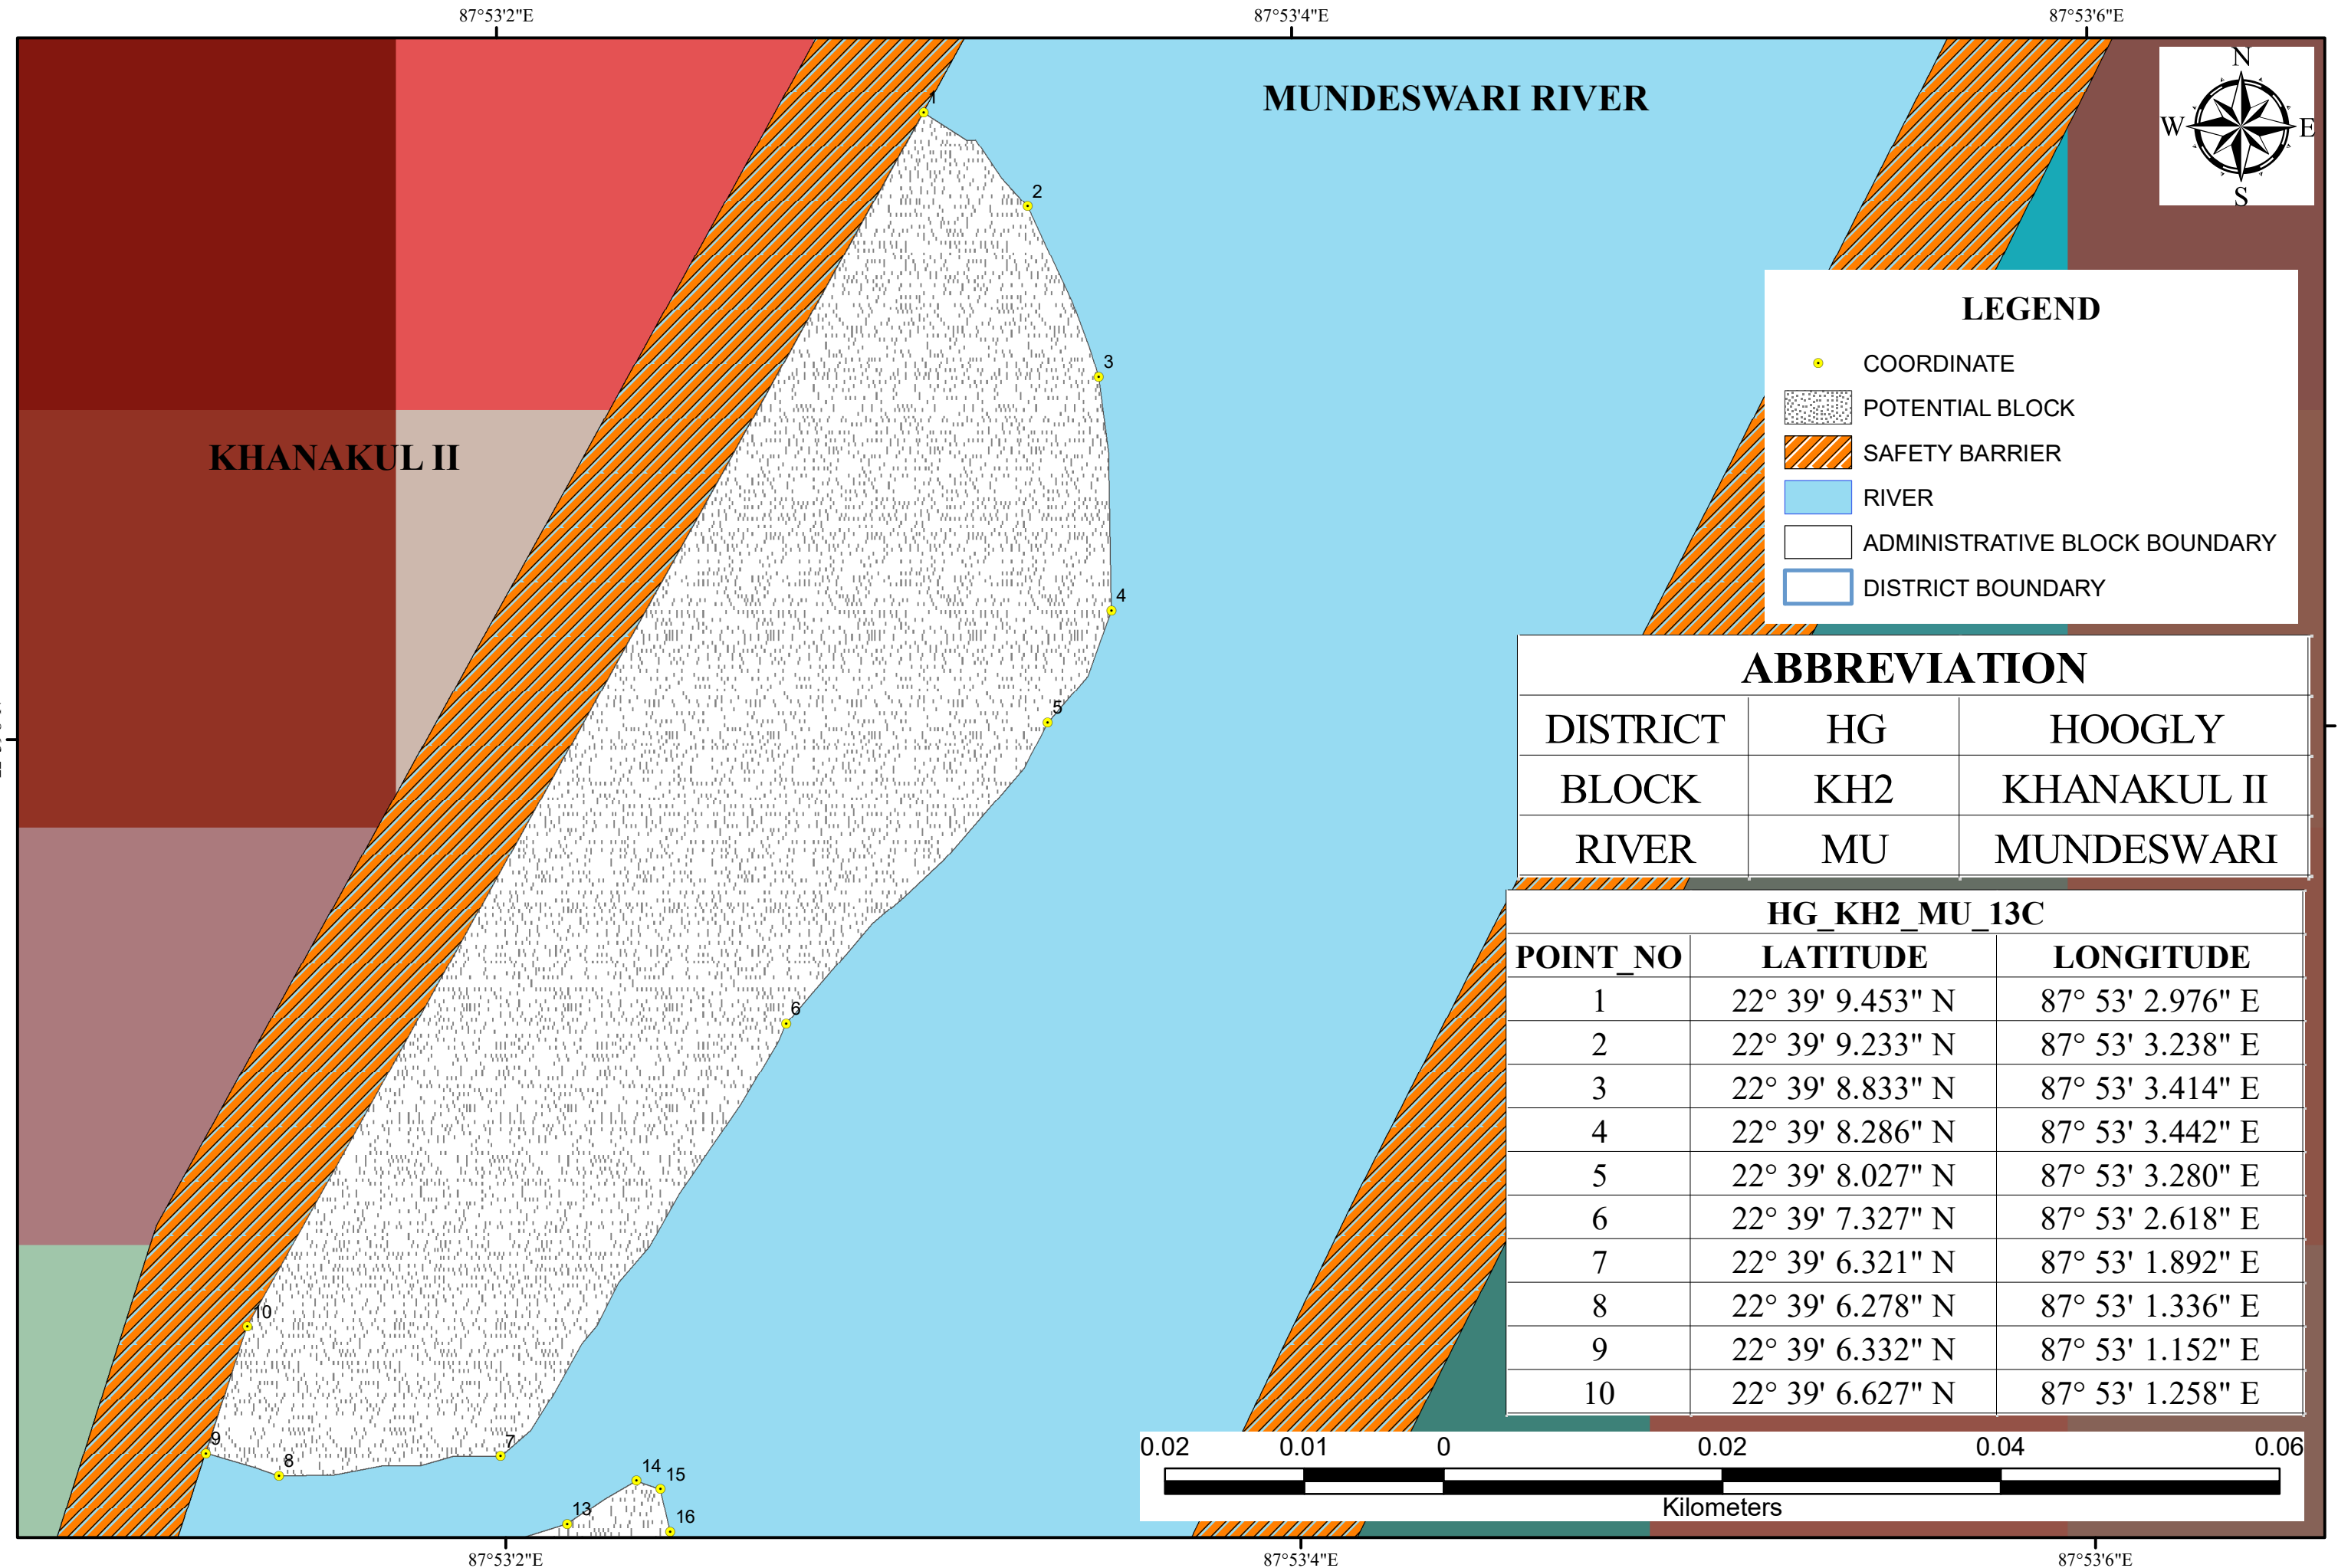 87°53'2"E
87°53'4"E
87°53'6"E
N
W
E
S
MUNDESWARI RIVER
KHANAKUL II
1
2
3
4
5
6
7
8
9
10
13
14
15
16
LEGEND
COORDINATE
POTENTIAL BLOCK
SAFETY BARRIER
RIVER
ADMINISTRATIVE BLOCK BOUNDARY
DISTRICT BOUNDARY
ABBREVIATION
DISTRICT HG HOOGLY
BLOCK KH2 KHANAKUL II
RIVER MU MUNDESWARI
HG_KH2_MU_13C
POINT_NO LATITUDE LONGITUDE
1 22° 39' 9.453" N 87° 53' 2.976" E
2 22° 39' 9.233" N 87° 53' 3.238" E
3 22° 39' 8.833" N 87° 53' 3.414" E
4 22° 39' 8.286" N 87° 53' 3.442" E
5 22° 39' 8.027" N 87° 53' 3.280" E
6 22° 39' 7.327" N 87° 53' 2.618" E
7 22° 39' 6.321" N 87° 53' 1.892" E
8 22° 39' 6.278" N 87° 53' 1.336" E
9 22° 39' 6.332" N 87° 53' 1.152" E
10 22° 39' 6.627" N 87° 53' 1.258" E
0.02 0.01 0 0.02 0.04 0.06
Kilometers
87°53'2"E
87°53'4"E
87°53'6"E